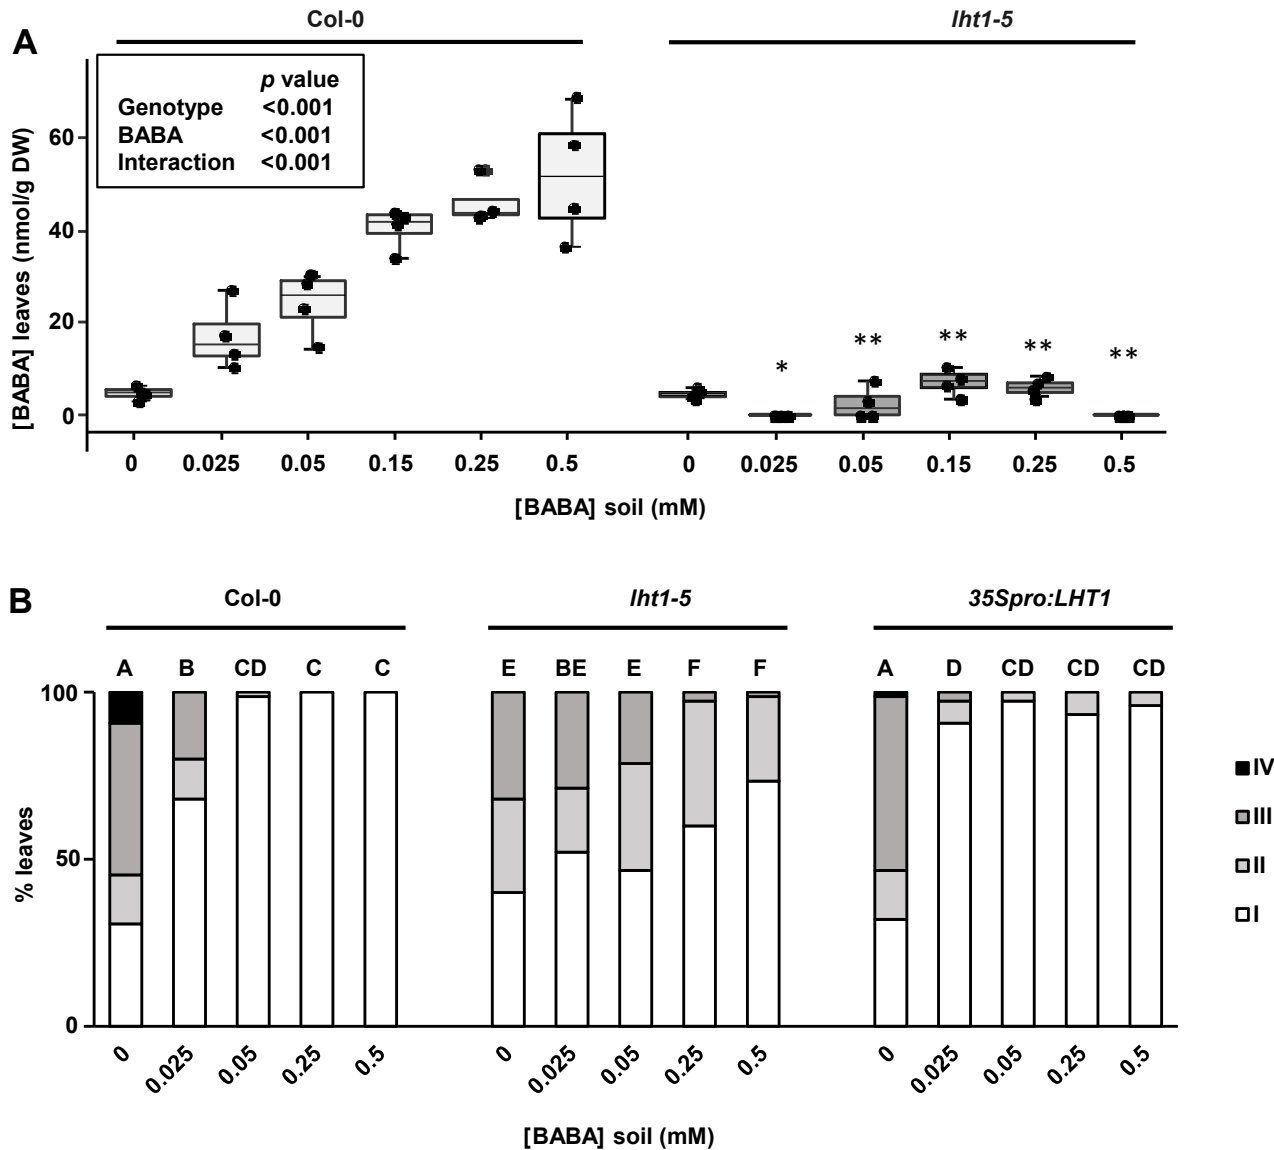 A
Col-0
lht1-5
p value
Genotype <0.001
BABA <0.001
Interaction <0.001
[BABA] leaves (nmol/g DW)
60
40
20
0
* ** ** ** **
0 0.025 0.05 0.15 0.25 0.5 0 0.025 0.05 0.15 0.25 0.5
[BABA] soil (mM)
B
Col-0 lht1-5 35Spro:LHT1
A B CD C C E BE E F F A D CD CD CD
% leaves
100
50
0
IV
III
II
I
0 0.025 0.05 0.25 0.5 0 0.025 0.05 0.25 0.5 0 0.025 0.05 0.25 0.5
[BABA] soil (mM)